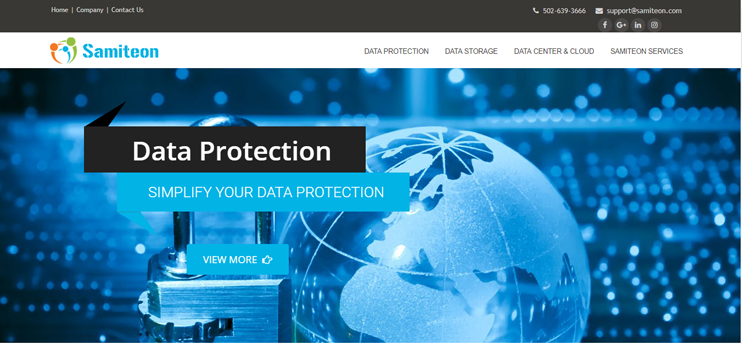 Home | Company | Contact Us
502-639-3666 support@samiteon.com
G+ in
Samiteon
DATA PROTECTION DATA STORAGE DATA CENTER & CLOUD SAMITEON SERVICES
Data Protection
SIMPLIFY YOUR DATA PROTECTION
VIEW MORE